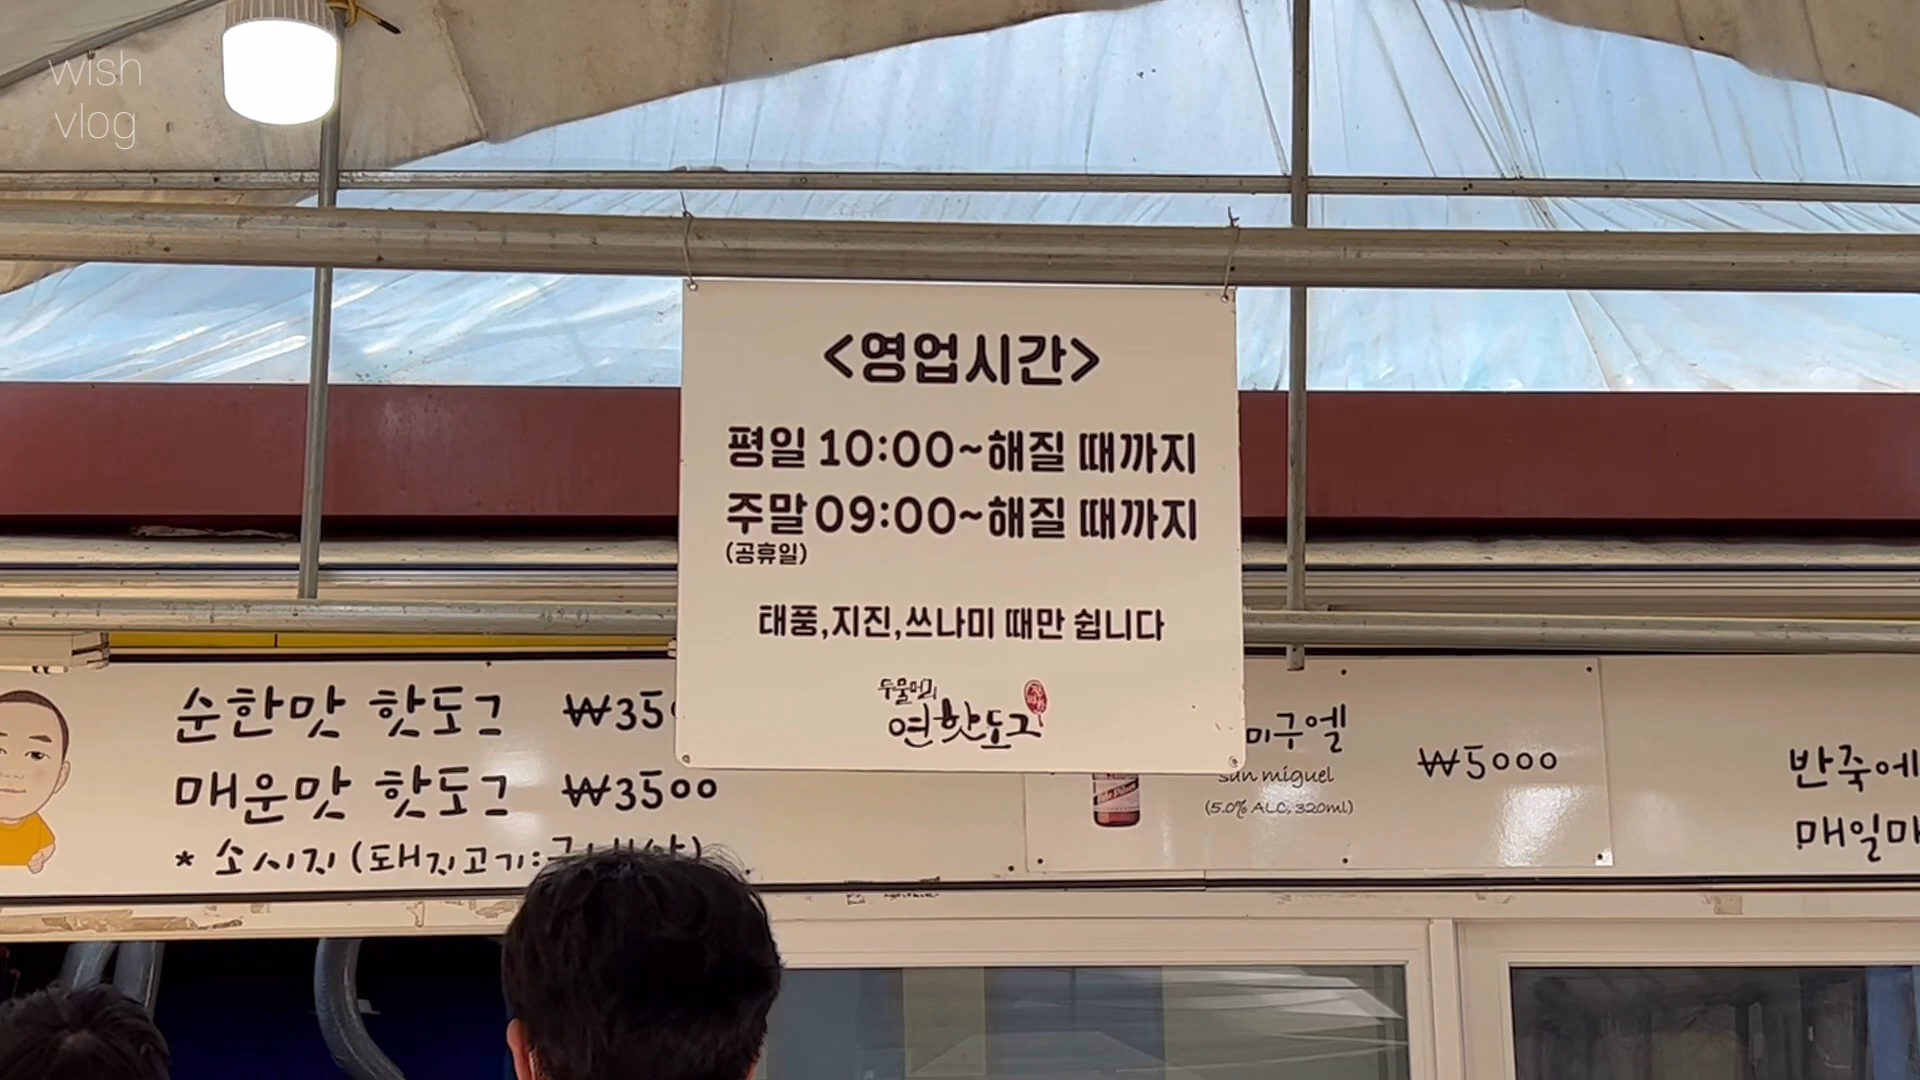 wish
vlog
<영업시간>
평일 10:00~해질 때까지
주말 09:00~해질 때까지
(공휴일)
태풍,지진,쓰나미 때만 쉽니다
두물머리
연핫도그
순한맛 핫도그 ₩35
매운맛 핫도그 ₩3500
* 소시지 (돼지고기:
미구엘
san miguel
(5.0% ALC, 320ml)
₩5000
반죽에
매일